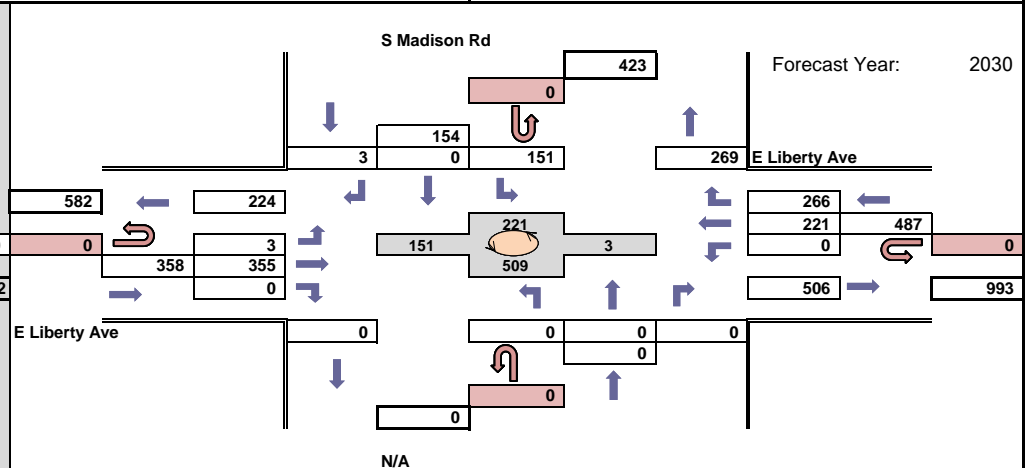 S Madison Rd
423
Forecast Year: 2030
0
154
3 0 151 269 E Liberty Ave
582 224 266
221 221 487
0 3 151 3 0 0
358 355 509
2 0 506 993
E Liberty Ave 0 0 0 0
0
0
0
N/A